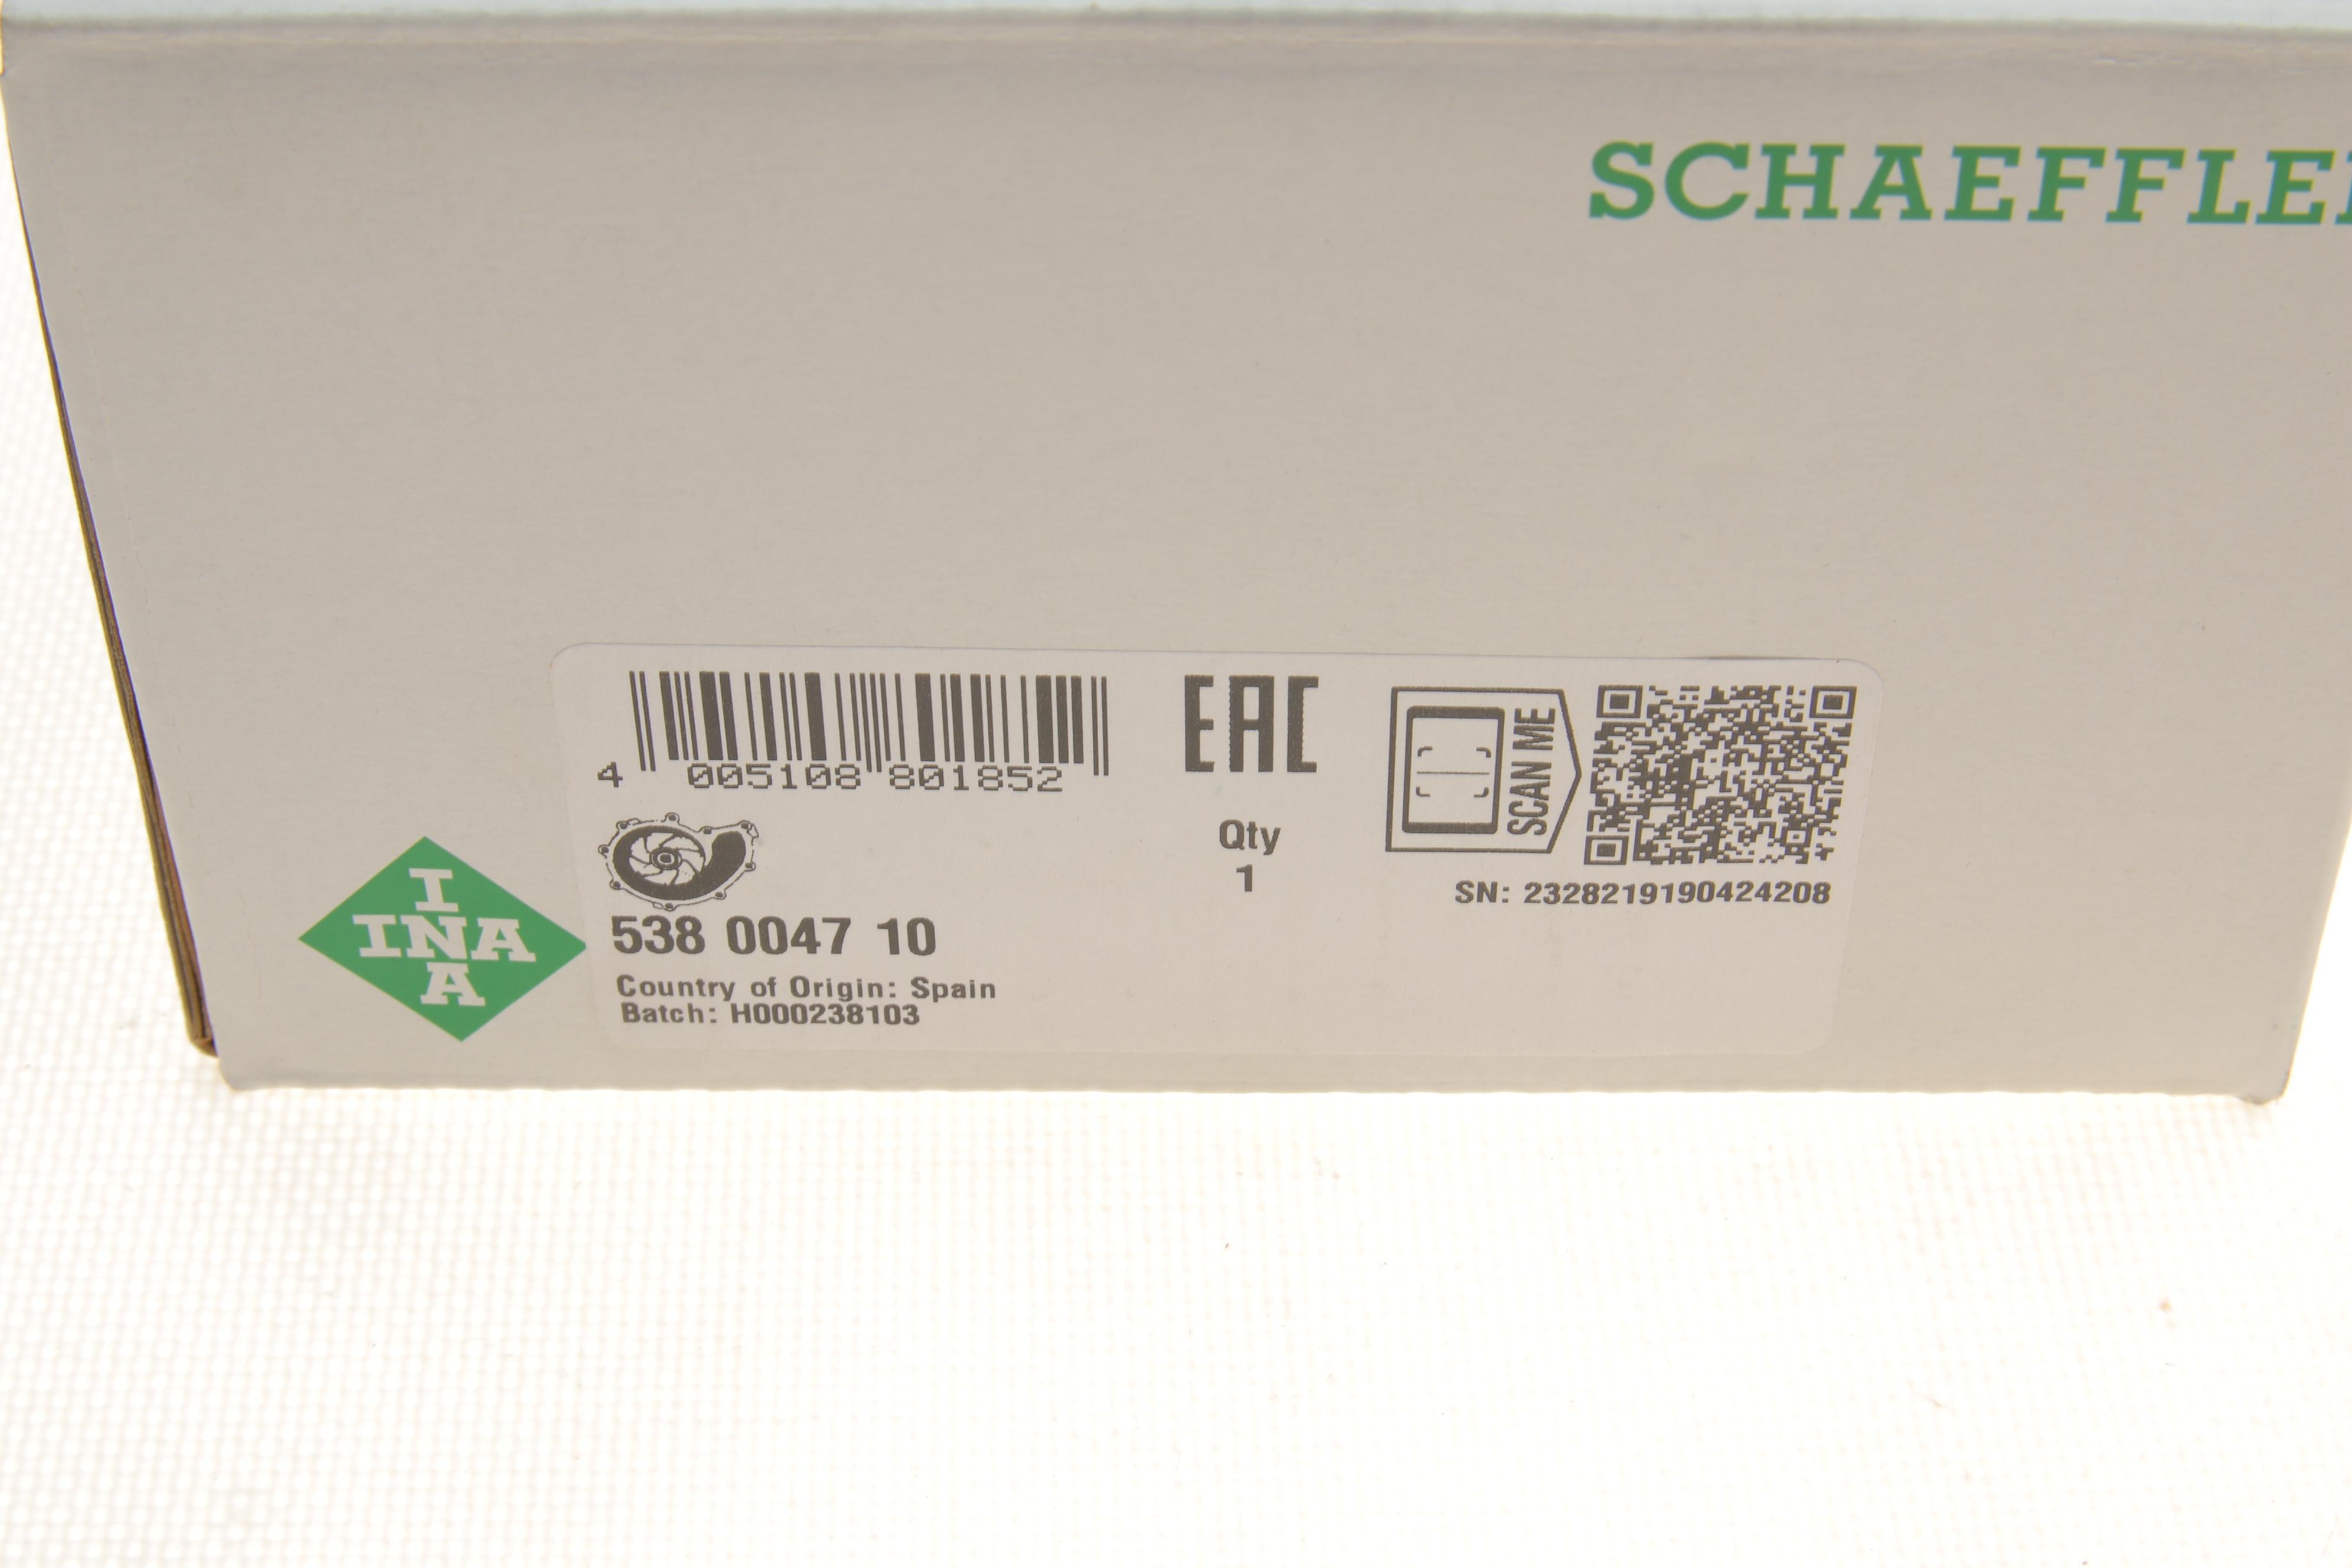 SCHAEFFLER
4 005108 801852
EAC
SCAN ME
Qty
1
SN: 2328219190424208
I
INA
A
538 0047 10
Country of Origin: Spain
Batch: H000238103